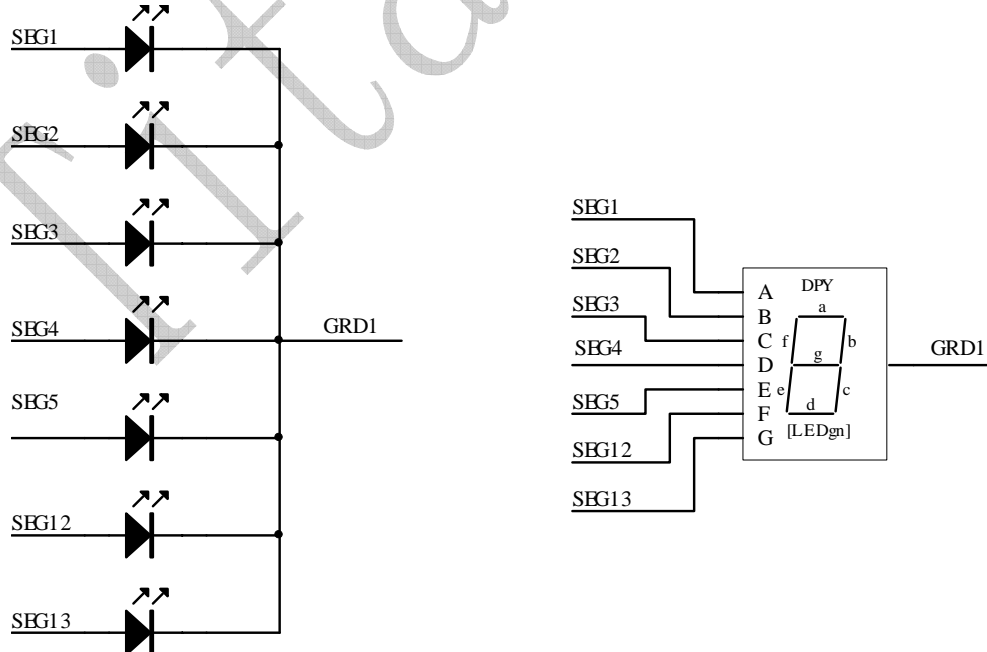 SEG1
SEG2
SEG3
SEG4
SEG5
SEG12
SEG13
GRD1
SEG1
SEG2
SEG3
SEG4
SEG5
SEG12
SEG13
A
B
C
D
E
F
G
DPY
a
f
b
g
e
c
d
[LEDgn]
GRD1